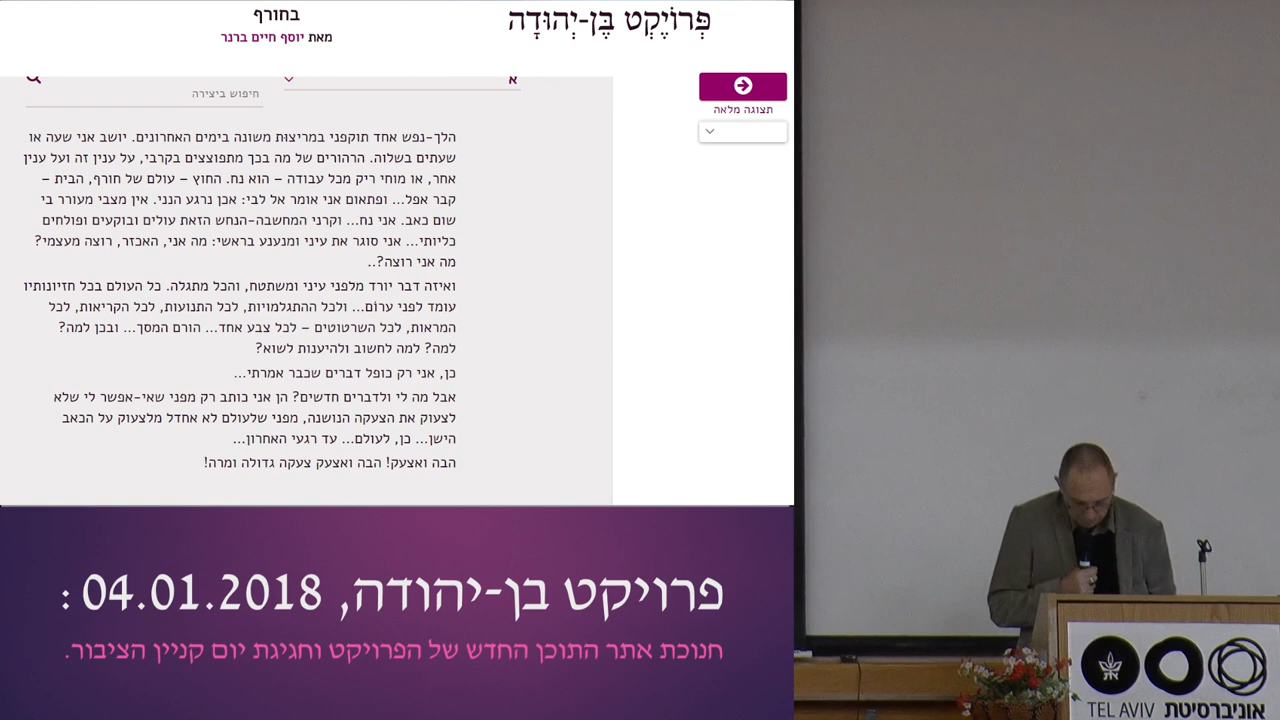 פְּרוֹיֶקְט בֶּן-יְהוּדָה
בחורף
מאת יוסף חיים ברנר
א
חיפוש ביצירה
תצוגה מלאה
הלך-נפש אחד תוקפני במריצוּת משונה בימים האחרונים. יושב אני שעה או
שעתים בשלוה. הרהורים של מה בכך מתפוצצים בקרבי, על ענין זה ועל ענין
אחר, או מוחי ריק מכל עבודה – הוא נח. החוץ – עולם של חורף, הבית –
קבר אפל... ופתאום אני אומר אל לבי: אכן נרגע הנני. אין מצבי מעורר בי
שום כאב. אני נח... וקרני המחשבה-הנחש הזאת עולים ובוקעים ופולחים
כליותי... אני סוגר את עיני ומנענע בראשי: מה אני, האכזר, רוצה מעצמי?
מה אני רוצה?..
ואיזה דבר יורד מלפני עיני ומשתטח, והכל מתגלה. כל העולם בכל חזיונותיו
עומד לפני ערוֹם... ולכל ההתגלמויות, לכל התנועות, לכל הקריאות, לכל
המראות, לכל השרטוטים – לכל צבע אחד... הורם המסך... ובכן למה?
למה? למה לחשוב ולהיענות לשוא?
כן, אני רק כופל דברים שכבר אמרתי...
אבל מה לי ולדברים חדשים? הן אני כותב רק מפני שאי-אפשר לי שלא
לצעוק את הצעקה הנושנה, מפני שלעולם לא אחדל מלצעוק על הכאב
הישן... כן, לעולם... עד רגעי האחרון...
הבה ואצעק! הבה ואצעק צעקה גדולה ומרה!
פרויקט בן-יהודה, 04.01.2018 :
חנוכת אתר התוכן החדש של הפרויקט וחגיגת יום קניין הציבור.
אוניברסיטת TEL AVIV